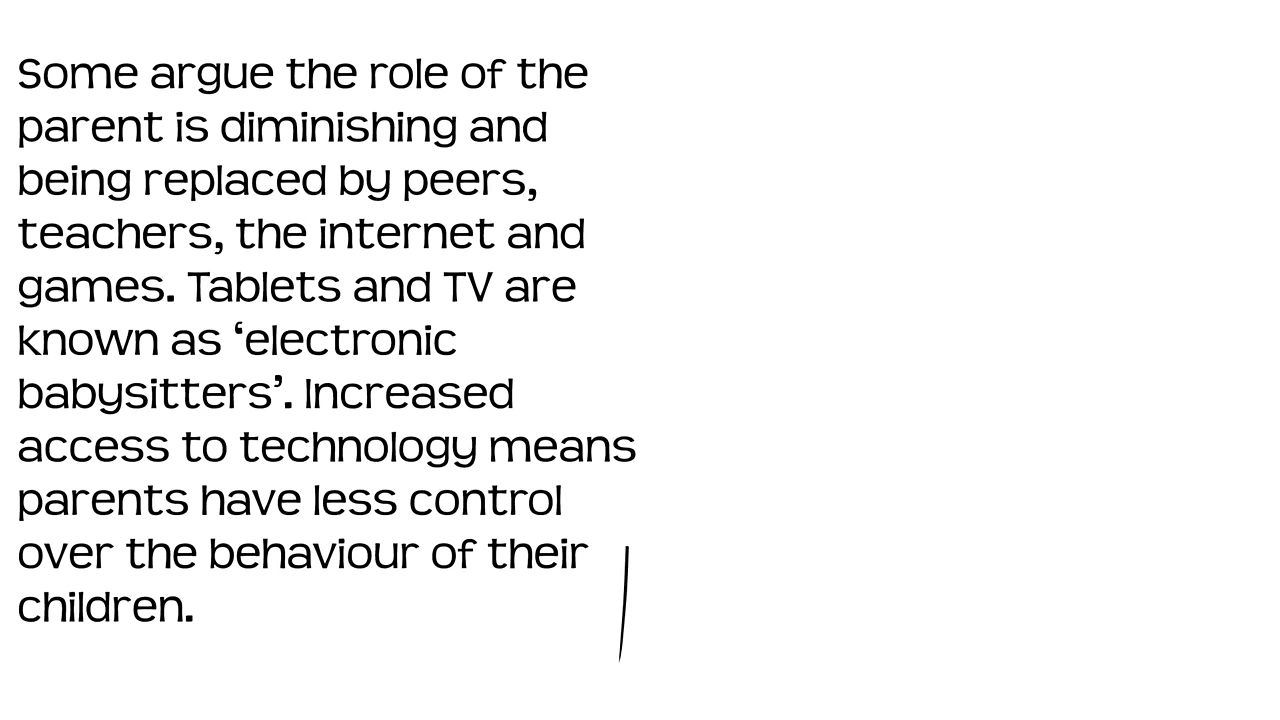 Some argue the role of the
parent is diminishing and
being replaced by peers,
teachers, the internet and
games. Tablets and TV are
known as ‘electronic
babysitters’. Increased
access to technology means
parents have less control
over the behaviour of their
children.